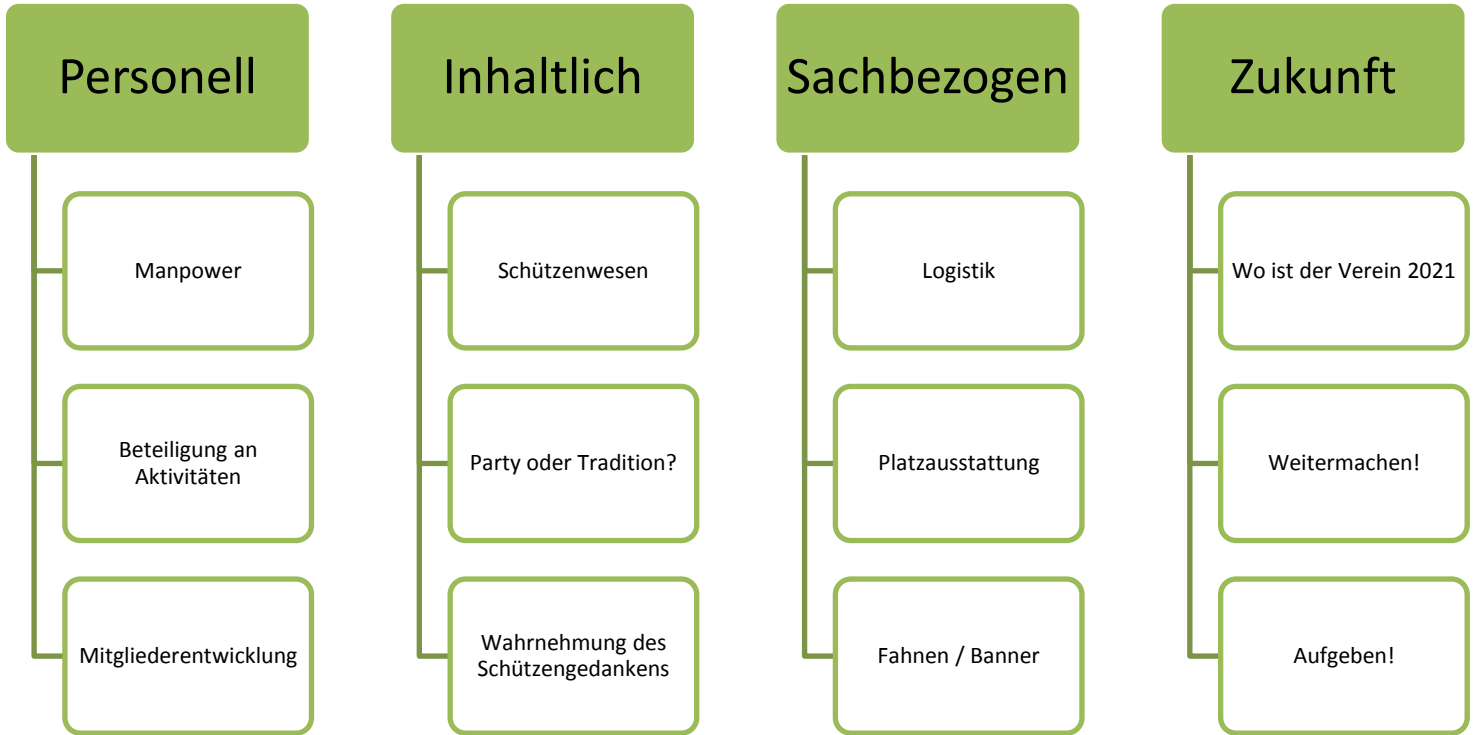 Personell
Manpower
Beteiligung an
Aktivitäten
Mitgliederentwicklung
Inhaltlich
Schützenwesen
Party oder Tradition?
Wahrnehmung des
Schützengedankens
Sachbezogen
Logistik
Platzausstattung
Fahnen / Banner
Zukunft
Wo ist der Verein 2021
Weitermachen!
Aufgeben!